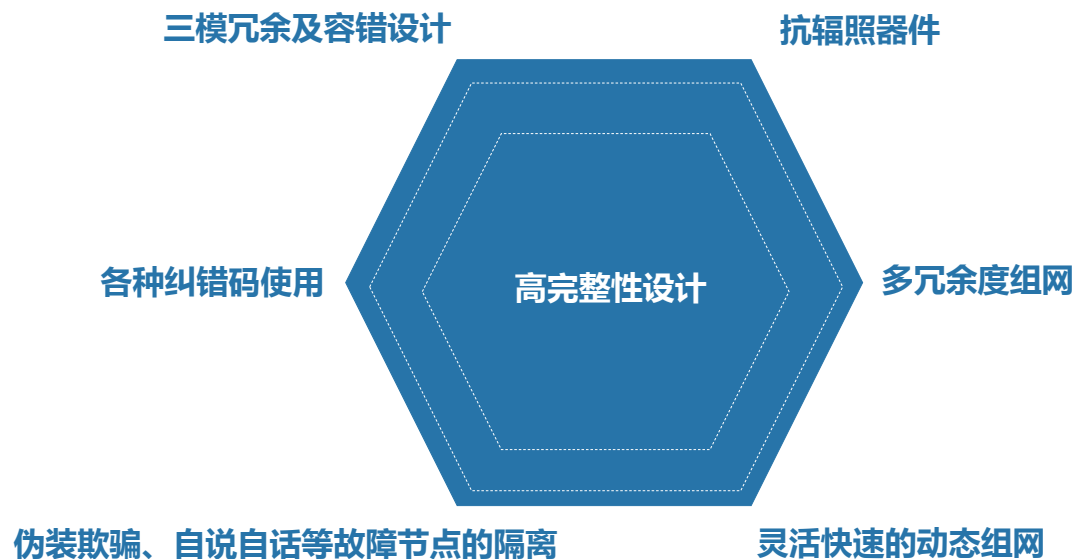 三模冗余及容错设计
抗辐照器件
各种纠错码使用
高完整性设计
多冗余度组网
伪装欺骗、自说自话等故障节点的隔离
灵活快速的动态组网